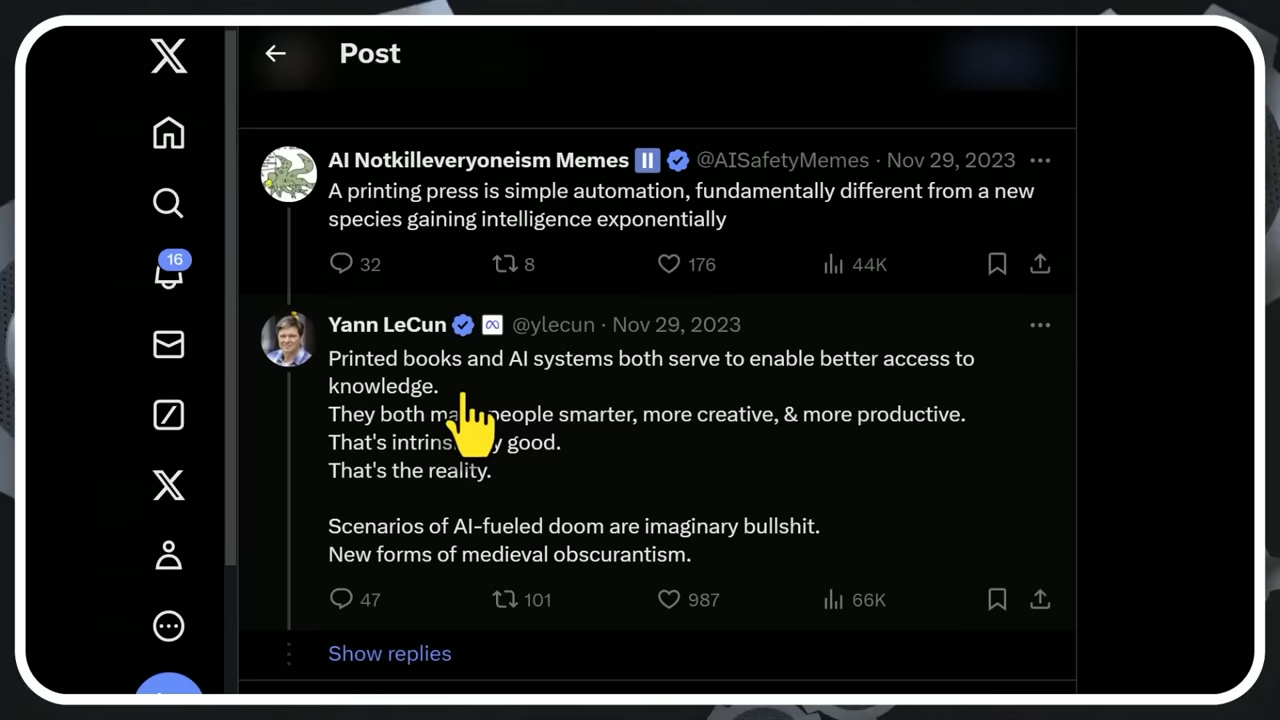 Post
AI Notkilleveryoneism Memes @AISafetyMemes · Nov 29, 2023
A printing press is simple automation, fundamentally different from a new
species gaining intelligence exponentially
32 8 176 44K
16
Yann LeCun @ylecun · Nov 29, 2023
Printed books and AI systems both serve to enable better access to
knowledge.
They both people smarter, more creative, & more productive.
That's good.
That's the reality.
Scenarios of AI-fueled doom are imaginary bullshit.
New forms of medieval obscurantism.
47 101 987 66K
Show replies